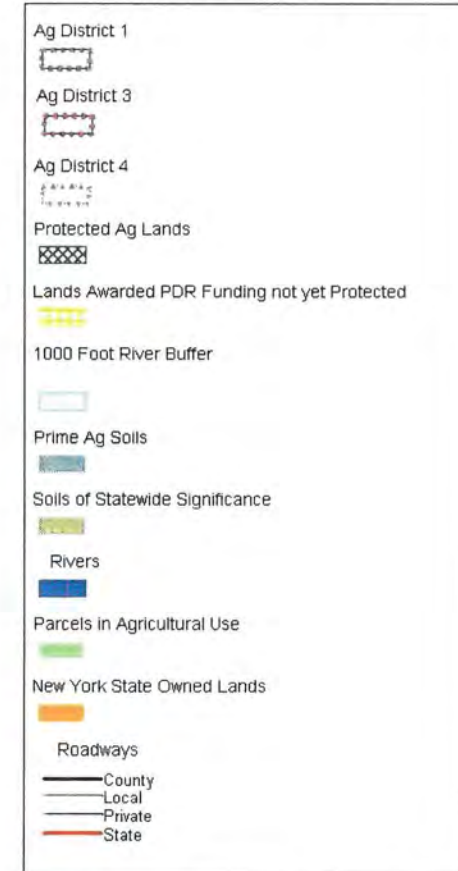 Ag District 1
Ag District 3
Ag District 4
Protected Ag Lands
Lands Awarded PDR Funding not yet Protected
1000 Foot River Buffer
Prime Ag Soils
Soils of Statewide Significance
Rivers
Parcels in Agricultural Use
New York State Owned Lands
Roadways
County
Local
Private
State